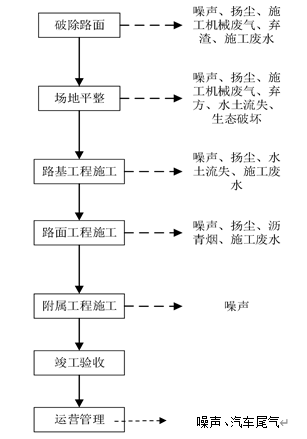 噪声、扬尘、施
破除路面
工机械废气、弃
渣、施工废水
噪声、扬尘、施
场地平整
工机械废气、弃
方、水土流失、
生态破坏
噪声、扬尘、水
路基工程施工
土流失、施工废
水
噪声、扬尘、沥
路面工程施工
青烟、施工废水
附属工程施工
噪声
竣工验收
运营管理
噪声、汽车尾气↵